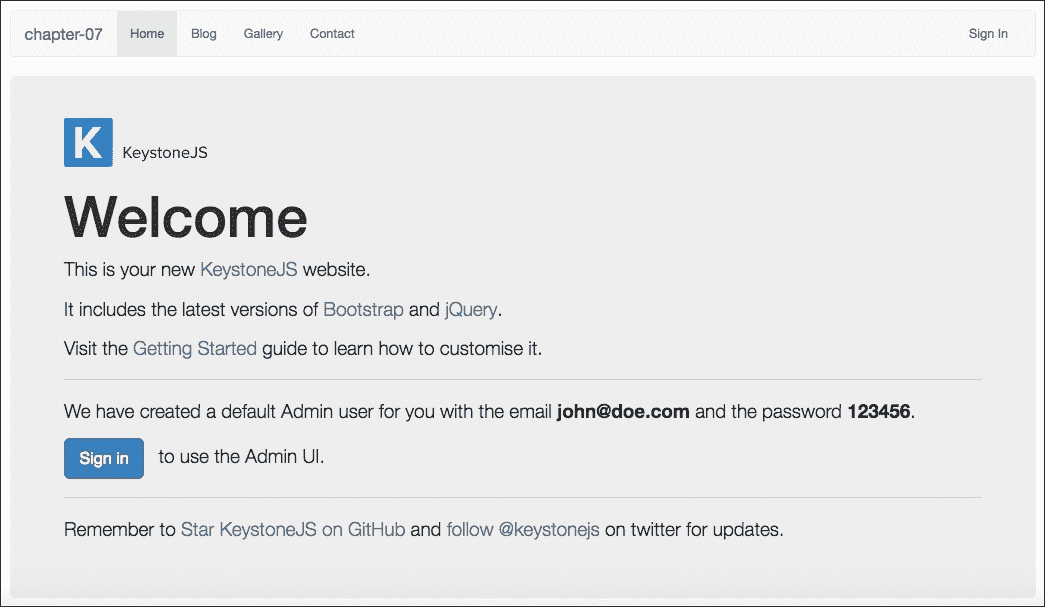 chapter-07 Home Blog Gallery Contact Sign In
K KeystoneJS
Welcome
This is your new KeystoneJS website.
It includes the latest versions of Bootstrap and jQuery.
Visit the Getting Started guide to learn how to customise it.
We have created a default Admin user for you with the email john@doe.com and the password 123456.
Sign in to use the Admin UI.
Remember to Star KeystoneJS on GitHub and follow @keystonejs on twitter for updates.